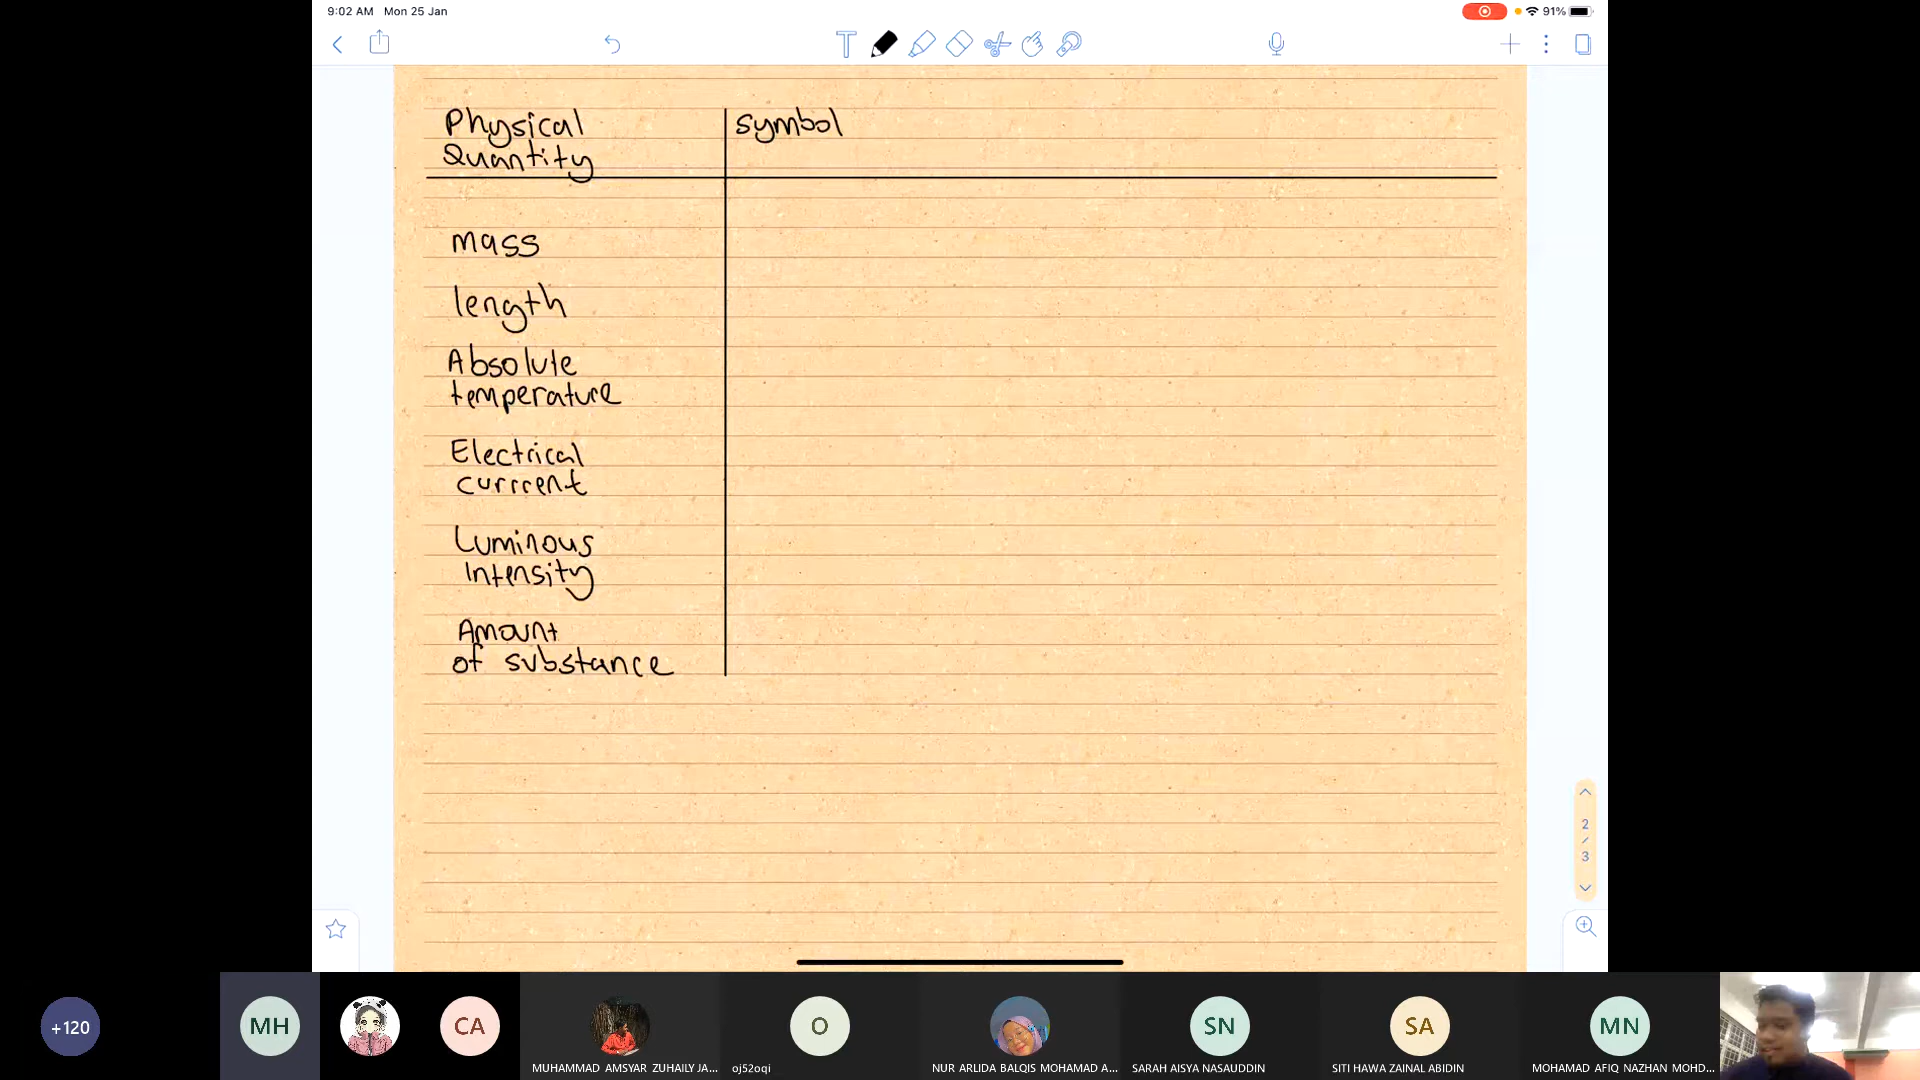 9:02 AM Mon 25 Jan
91%
Physical symbol
Quantity
mass
length
Absolute
temperature
Electrical
currrent
Luminous
Intensity
Amount
of substance
2
/
3
+120
MH
CA
O
SN
SA
MN
MUHAMMAD AMSYAR ZUHAILY JA...
oj52oqi
NUR ARLIDA BALQIS MOHAMAD A...
SARAH AISYA NASAUDDIN
SITI HAWA ZAINAL ABIDIN
MOHAMAD AFIQ NAZHAN MOHD...